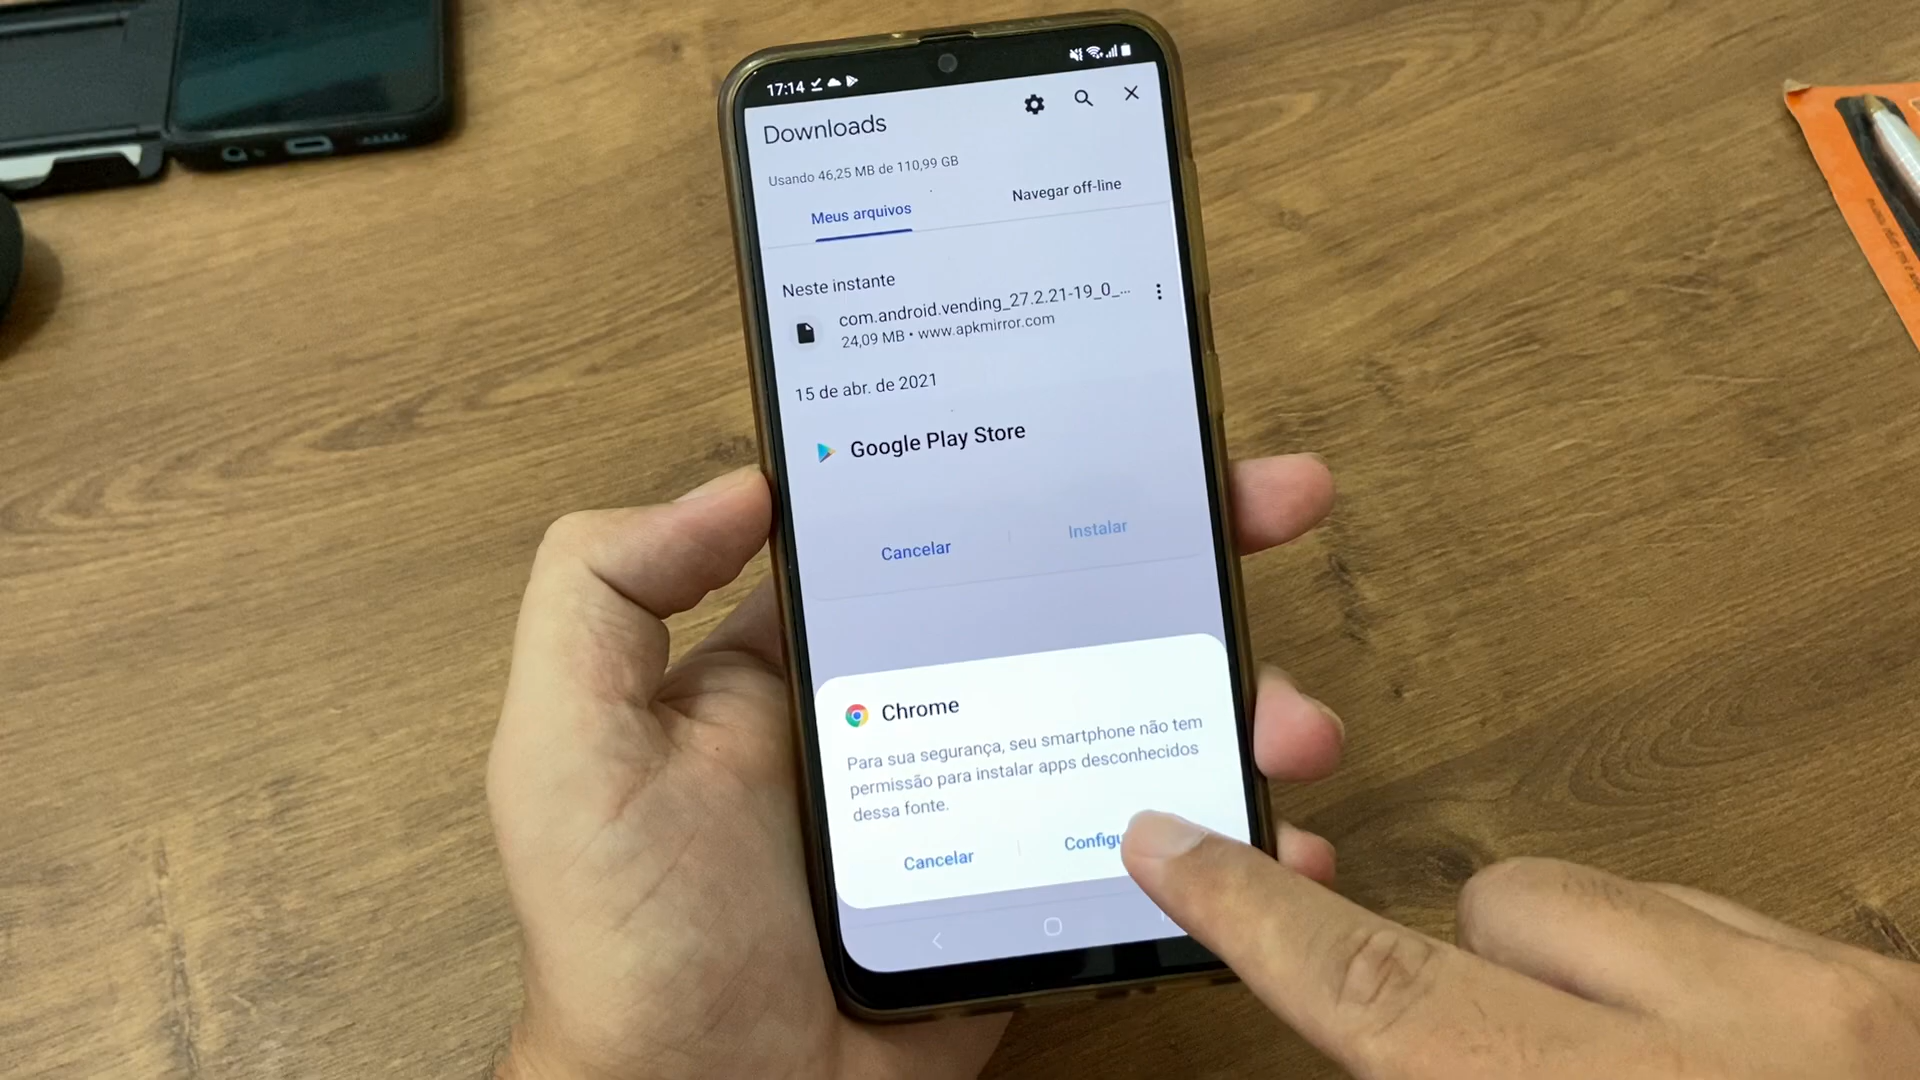 17:14
Downloads
Usando 46,25 MB de 110,99 GB
Meus arquivos
Navegar off-line
Neste instante
com.android.vending_27.2.21-19_0_...
24,09 MB • www.apkmirror.com
15 de abr. de 2021
Google Play Store
Cancelar
Instalar
Chrome
Para sua segurança, seu smartphone não tem
permissão para instalar apps desconhecidos
dessa fonte.
Cancelar
Configu